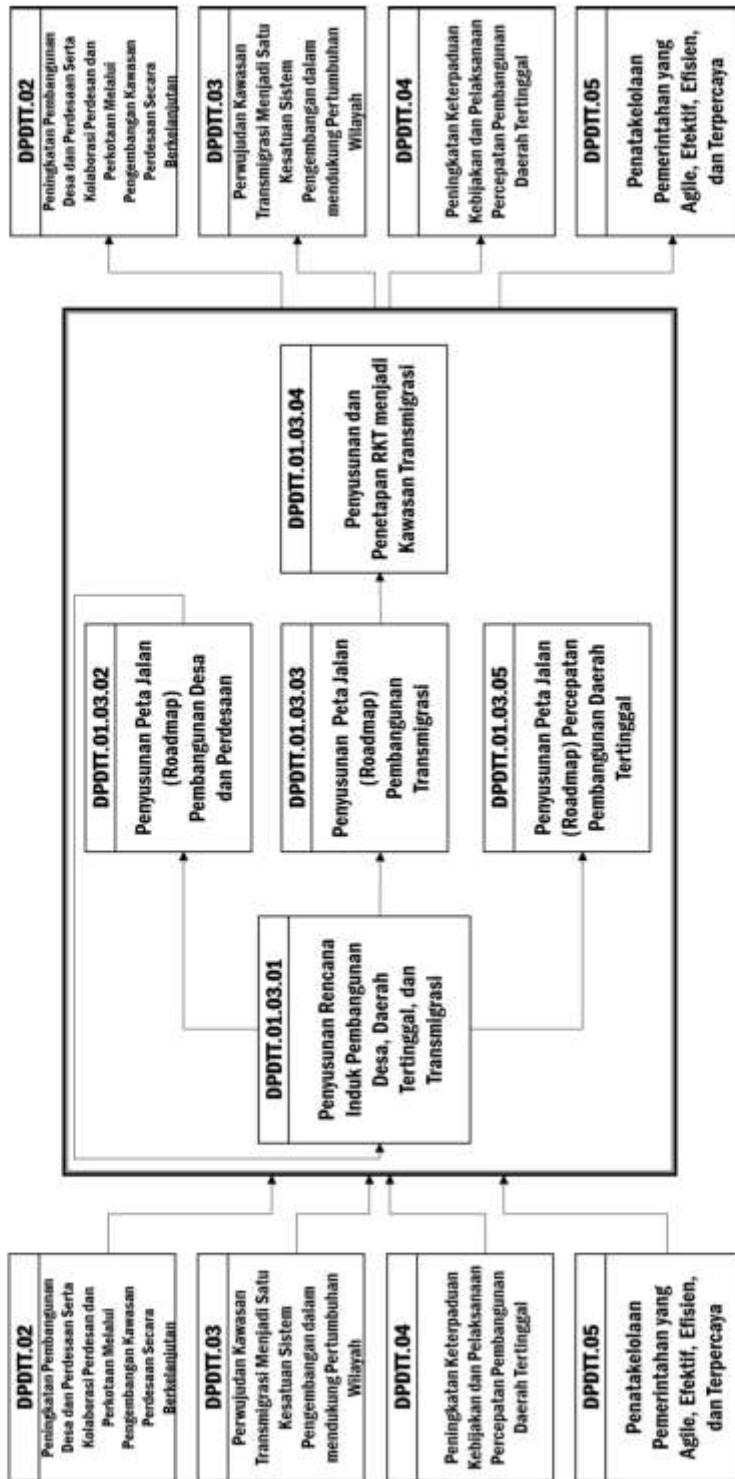 DPDTT.02
Peningkatan Pembangunan
Desa dan Perdesaan Serta
Kolaborasi Perdesan dan
Perkotaan Melalui
Pengembangan Kawasan
Perdesaan Secara
Berkelanjutan
DPDTT.03
Perwujudan Kawasan
Transmigrasi Menjadi Satu
Kesatuan Sistem
Pengembangan dalam
mendukung Pertumbuhan
Wilayah
DPDTT.04
Peningkatan Keterpaduan
Kebijakan dan Pelaksanaan
Percepatan Pembangunan
Daerah Tertinggal
DPDTT.05
Penatakelolaan
Pemerintahan yang
Agile, Efektif, Efisien,
dan Terpercaya
DPDTT.01.03.01
Penyusunan Rencana
Induk Pembangunan
Desa, Daerah
Tertinggal, dan
Transmigrasi
DPDTT.01.03.02
Penyusunan Peta Jalan
(Roadmap)
Pembangunan Desa
dan Perdesaan
DPDTT.01.03.03
Penyusunan Peta Jalan
(Roadmap)
Pembangunan
Transmigrasi
DPDTT.01.03.05
Penyusunan Peta Jalan
(Roadmap) Percepatan
Pembangunan Daerah
Tertinggal
DPDTT.01.03.04
Penyusunan dan
Penetapan RKT menjadi
Kawasan Transmigrasi
DPDTT.02
Peningkatan Pembangunan
Desa dan Perdesaan Serta
Kolaborasi Perdesan dan
Perkotaan Melalui
Pengembangan Kawasan
Perdesaan Secara
Berkelanjutan
DPDTT.03
Perwujudan Kawasan
Transmigrasi Menjadi Satu
Kesatuan Sistem
Pengembangan dalam
mendukung Pertumbuhan
Wilayah
DPDTT.04
Peningkatan Keterpaduan
Kebijakan dan Pelaksanaan
Percepatan Pembangunan
Daerah Tertinggal
DPDTT.05
Penatakelolaan
Pemerintahan yang
Agile, Efektif, Efisien,
dan Terpercaya